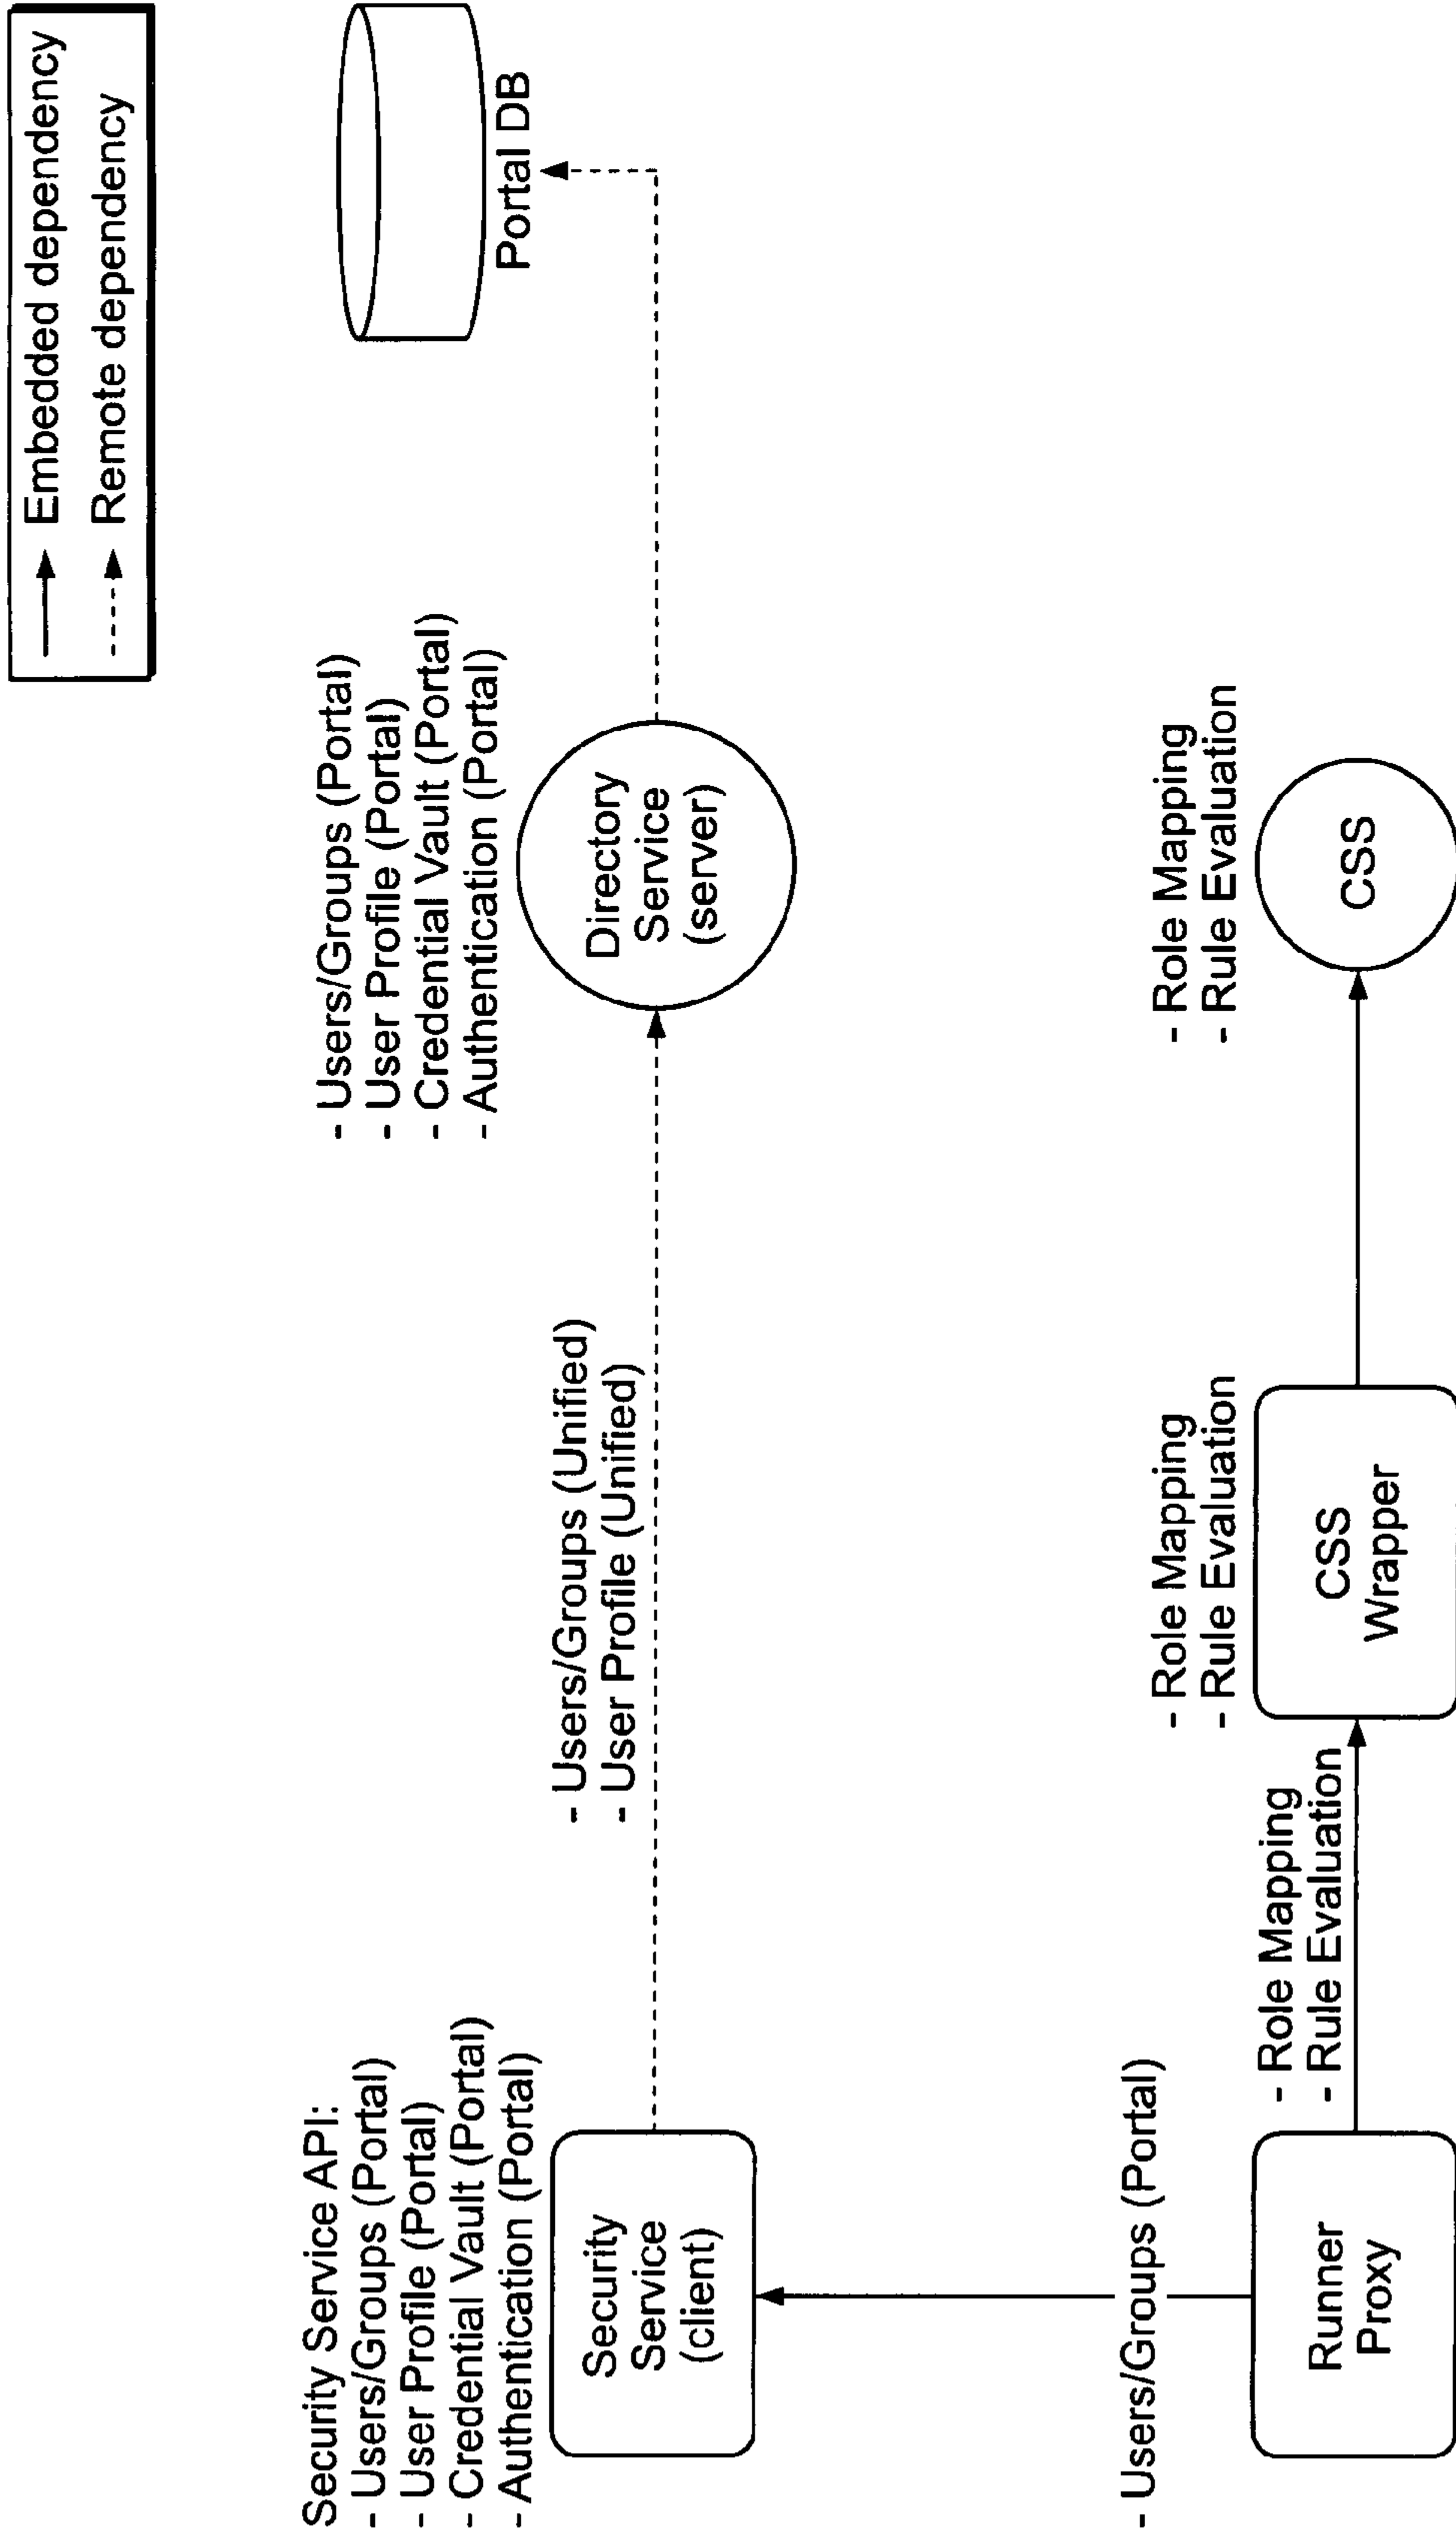 Embedded dependency
Remote dependency
Security Service API:
- Users/Groups (Portal)
- User Profile (Portal)
- Credential Vault (Portal)
- Authentication (Portal)
Security
Service
(client)
- Users/Groups (Unified)
- User Profile (Unified)
- Users/Groups (Portal)
- User Profile (Portal)
- Credential Vault (Portal)
- Authentication (Portal)
Directory
Service
(server)
Portal DB
- Users/Groups (Portal)
Runner
Proxy
- Role Mapping
- Rule Evaluation
- Role Mapping
- Rule Evaluation
CSS
Wrapper
- Role Mapping
- Rule Evaluation
CSS